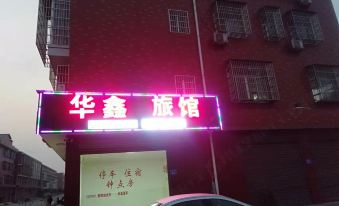 华鑫 旅馆
停车 住宿
钟点房